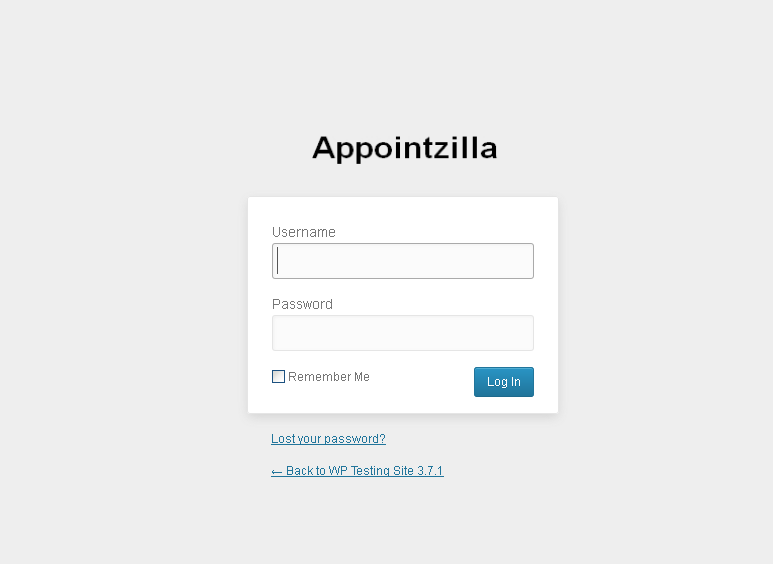 Appointzilla
Username
Password
Remember Me
Log In
Lost your password?
← Back to WP Testing Site 3.7.1